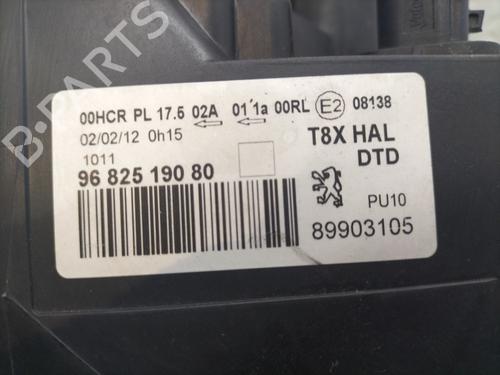 00HCR PL 17.5 02A 01 1a 00RL E2 08138
02/02/12 0h15
1011
96 825 190 80
T8X HAL
DTD
PU10
89903105
B-PARTS
Valeo